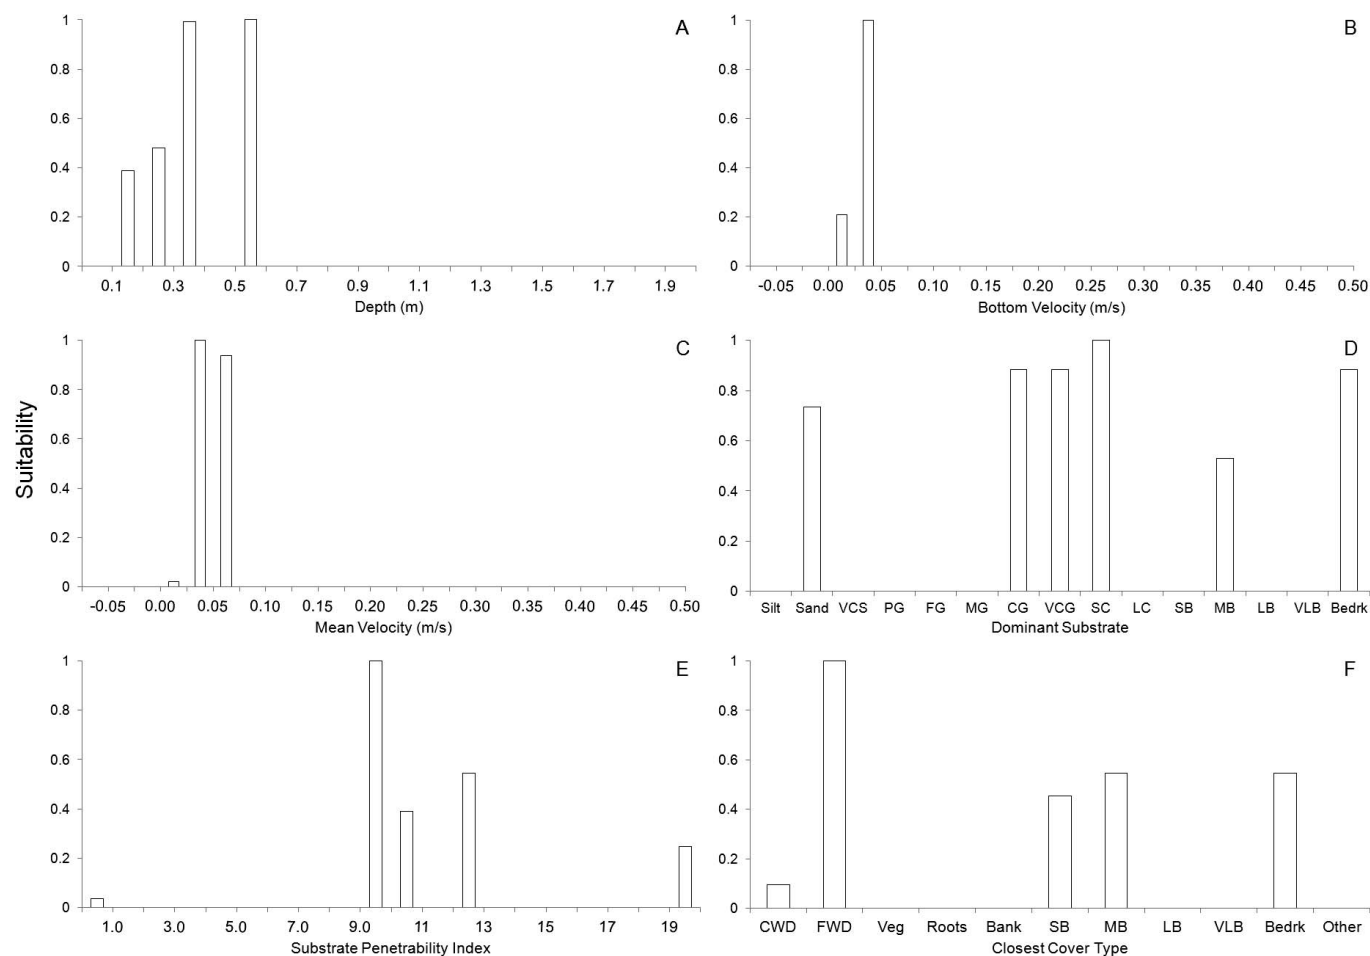 A
1
0.8
0.6
0.4
0.2
0
0.1 0.3 0.5 0.7 0.9 1.1 1.3 1.5 1.7 1.9
Depth (m)
B
1
0.8
0.6
0.4
0.2
0
-0.05 0.00 0.05 0.10 0.15 0.20 0.25 0.30 0.35 0.40 0.45 0.50
Bottom Velocity (m/s)
Suitability
C
1
0.8
0.6
0.4
0.2
0
-0.05 0.00 0.05 0.10 0.15 0.20 0.25 0.30 0.35 0.40 0.45 0.50
Mean Velocity (m/s)
D
1
0.8
0.6
0.4
0.2
0
Silt Sand VCS PG FG MG CG VCG SC LC SB MB LB VLB Bedrk
Dominant Substrate
E
1
0.8
0.6
0.4
0.2
0
1.0 3.0 5.0 7.0 9.0 11 13 15 17 19
Substrate Penetrability Index
F
1
0.8
0.6
0.4
0.2
0
CWD FWD Veg Roots Bank SB MB LB VLB Bedrk Other
Closest Cover Type